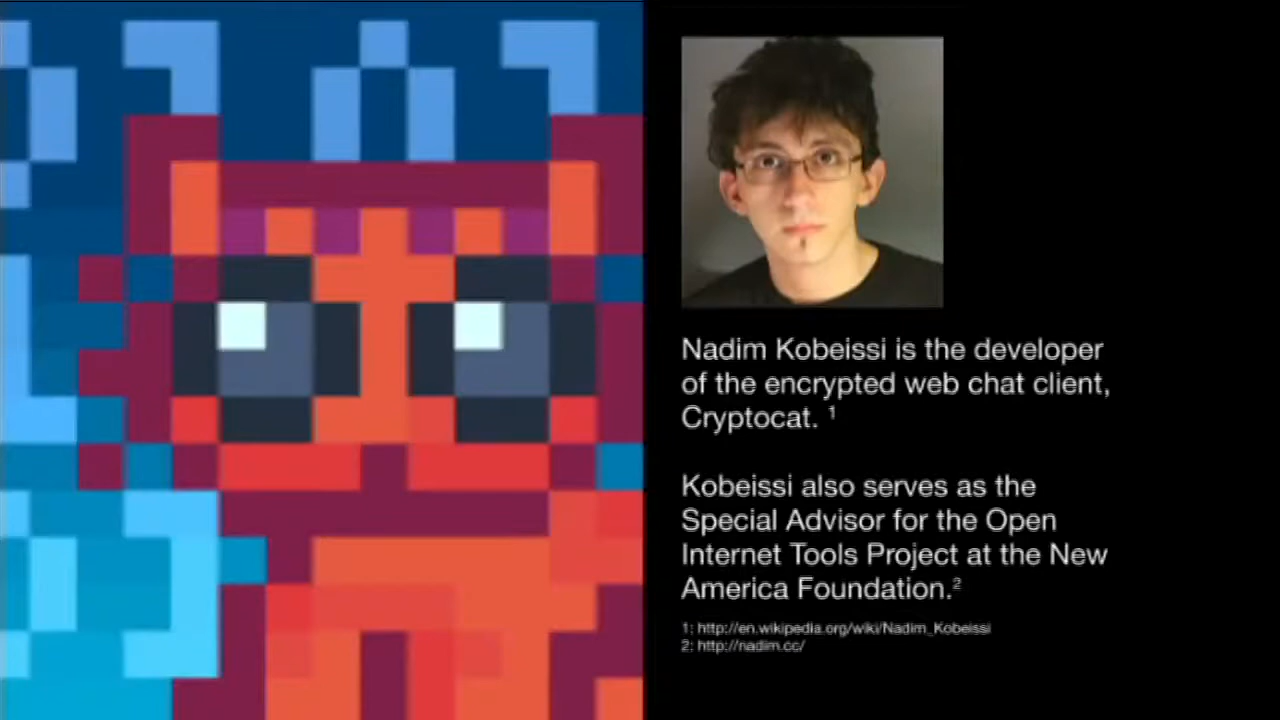 Nadim Kobeissi is the developer
of the encrypted web chat client,
Cryptocat. ¹
Kobeissi also serves as the
Special Advisor for the Open
Internet Tools Project at the New
America Foundation.²
1: http://en.wikipedia.org/wiki/Nadim_Kobeissi
2: http://nadim.cc/